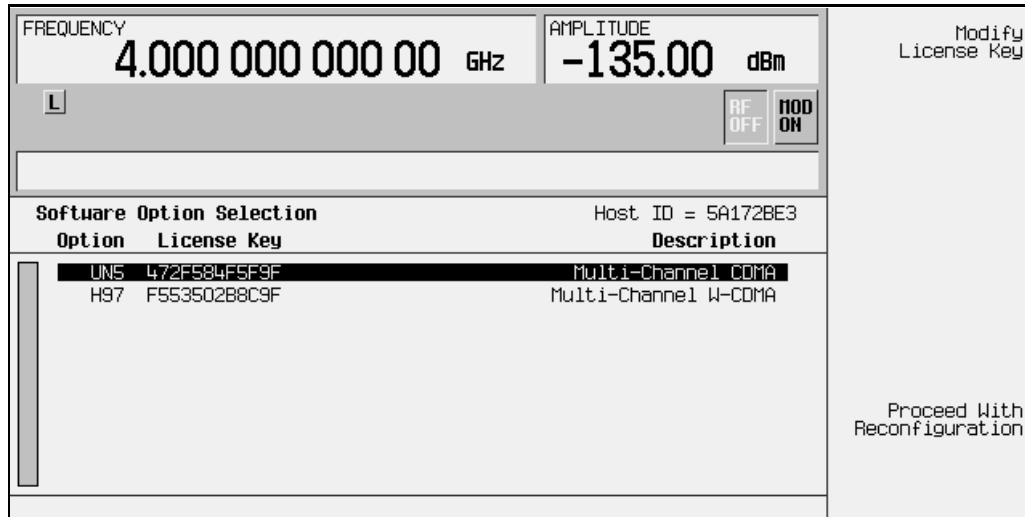 FREQUENCY
4.000 000 000 00 GHz
AMPLITUDE
-135.00 dBm
Modify
License Key
L
RF
OFF
MOD
ON
Software Option Selection
Host ID = 5A172BE3
Option License Key Description
UN5 472F584F5F9F Multi-Channel CDMA
H97 F553502B8C9F Multi-Channel W-CDMA
Proceed With
Reconfiguration